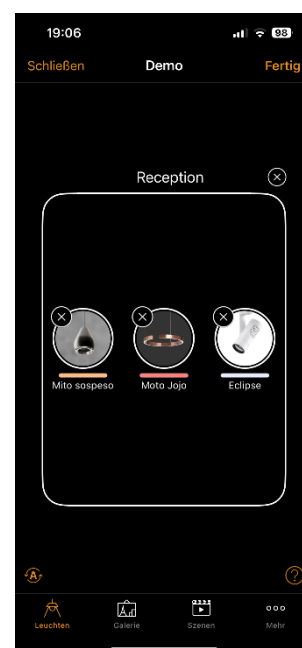 19:06
98
Schließen
Demo
Fertig
Reception
Mito sospeso
Moto Jojo
Eclipse
A
Leuchten
Galerie
Szenen
Mehr